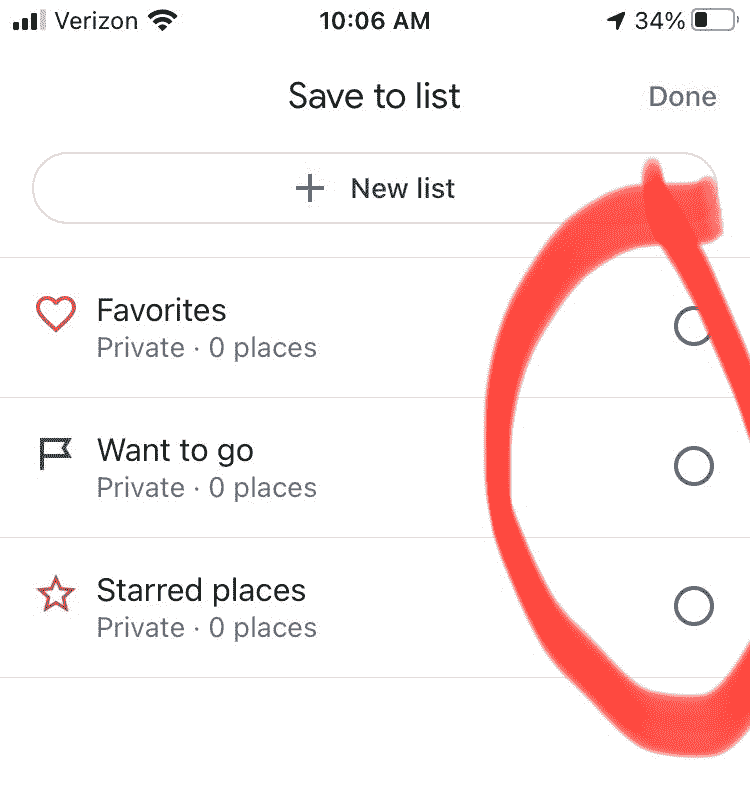 Verizon 10:06 AM 34%
Save to list Done
+ New list
Favorites
Private · 0 places
Want to go
Private · 0 places
Starred places
Private · 0 places